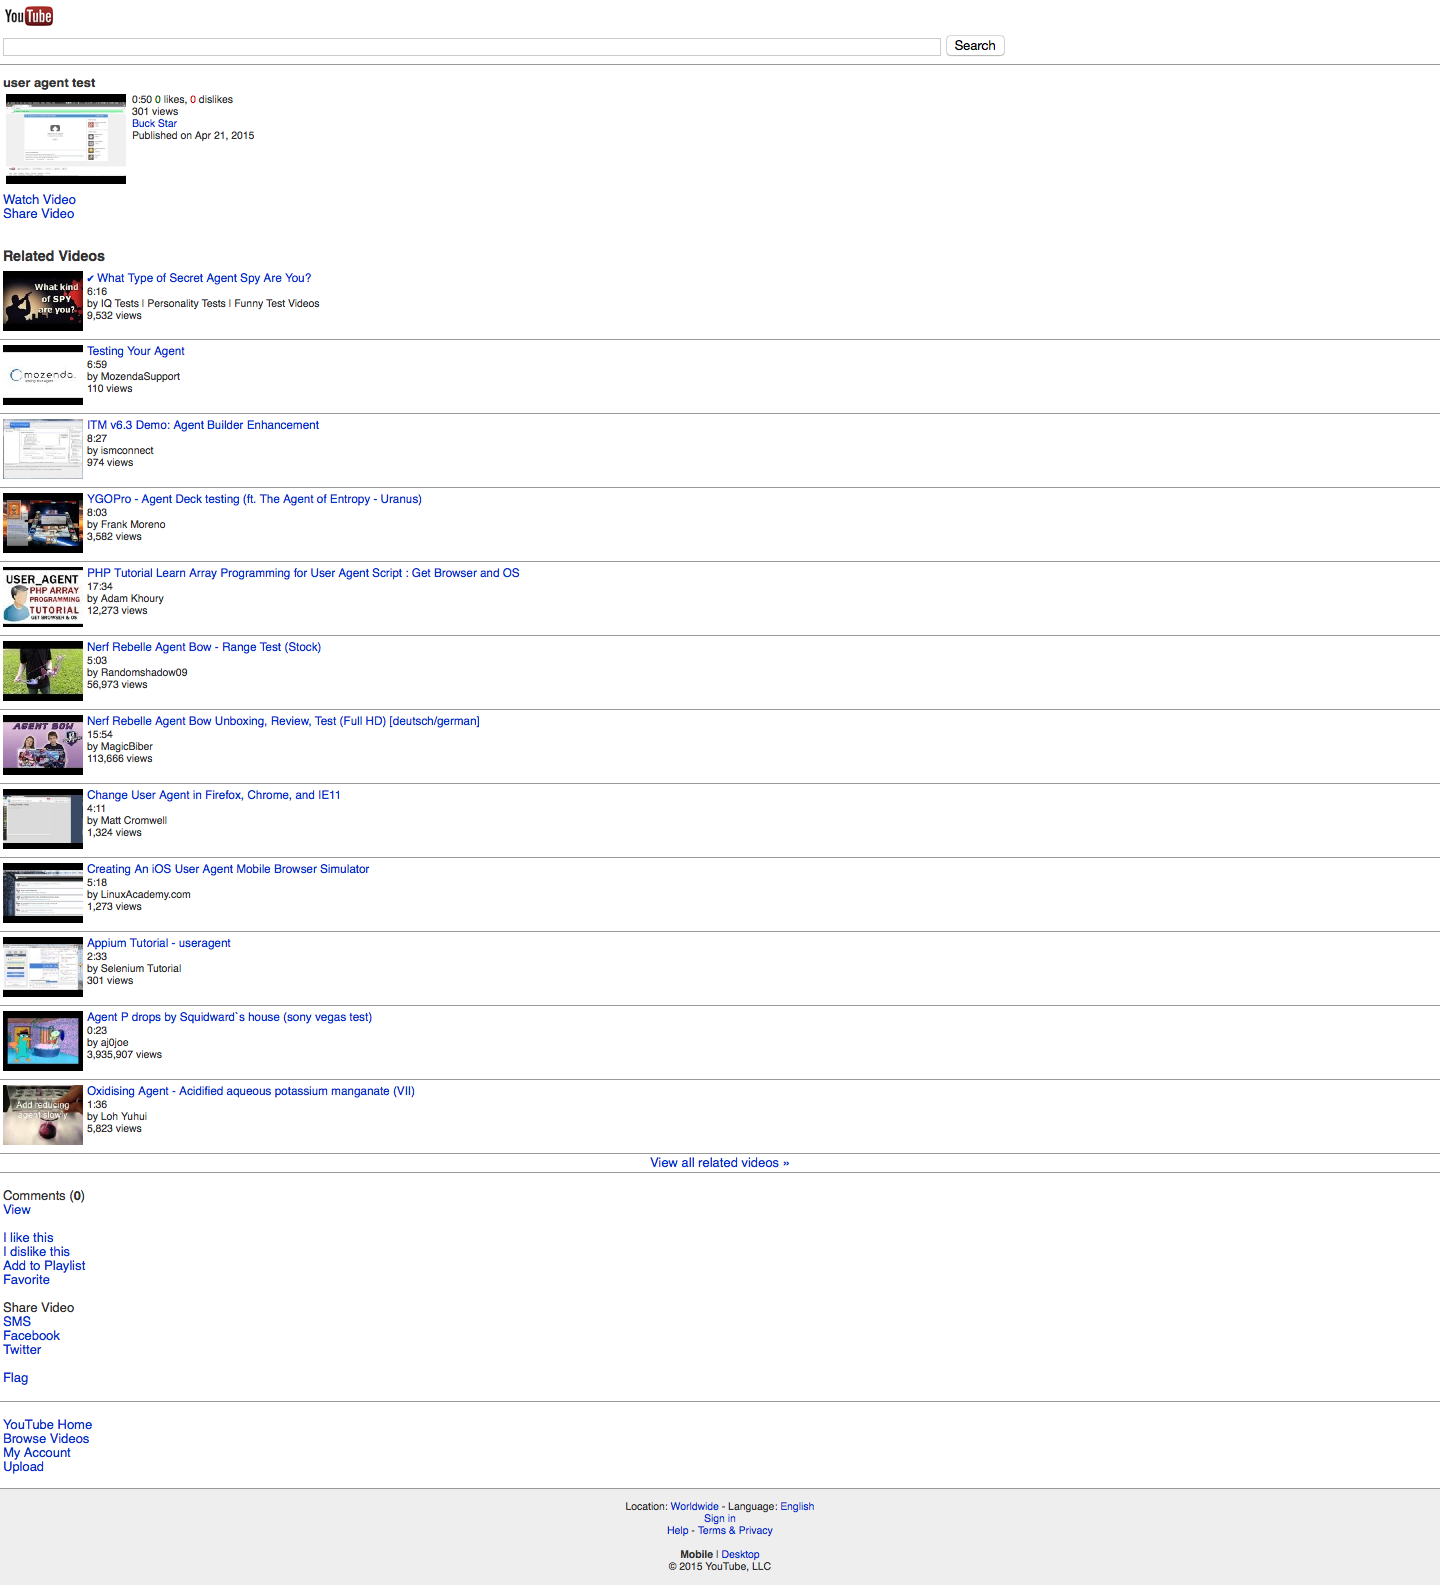 YouTube
Search
user agent test
0:50 0 likes, 0 dislikes
301 views
Buck Star
Published on Apr 21, 2015
Watch Video
Share Video
Related Videos
What kind
of SPY
are you?
✔ What Type of Secret Agent Spy Are You?
6:16
by IQ Tests | Personality Tests | Funny Test Videos
9,532 views
mozenda.
Testing Your Agent
6:59
by MozendaSupport
110 views
ITM v6.3 Demo: Agent Builder Enhancement
8:27
by ismconnect
974 views
YGOPro - Agent Deck testing (ft. The Agent of Entropy - Uranus)
8:03
by Frank Moreno
3,582 views
USER_AGENT
PHP ARRAY
PROGRAMMING
TUTORIAL
GET BROWSER & OS
PHP Tutorial Learn Array Programming for User Agent Script : Get Browser and OS
17:34
by Adam Khoury
12,273 views
Nerf Rebelle Agent Bow - Range Test (Stock)
5:03
by Randomshadow09
56,973 views
AGENT BOW
Nerf Rebelle Agent Bow Unboxing, Review, Test (Full HD) [deutsch/german]
15:54
by MagicBiber
113,666 views
Change User Agent in Firefox, Chrome, and IE11
4:11
by Matt Cromwell
1,324 views
Creating An iOS User Agent Mobile Browser Simulator
5:18
by LinuxAcademy.com
1,273 views
Appium Tutorial - useragent
2:33
by Selenium Tutorial
301 views
Agent P drops by Squidward`s house (sony vegas test)
0:23
by aj0joe
3,935,907 views
Add reducing
agent slowly
Oxidising Agent - Acidified aqueous potassium manganate (VII)
1:36
by Loh Yuhui
5,823 views
View all related videos »
Comments (0)
View
I like this
I dislike this
Add to Playlist
Favorite
Share Video
SMS
Facebook
Twitter
Flag
YouTube Home
Browse Videos
My Account
Upload
Location: Worldwide - Language: English
Sign in
Help - Terms & Privacy
Mobile | Desktop
© 2015 YouTube, LLC